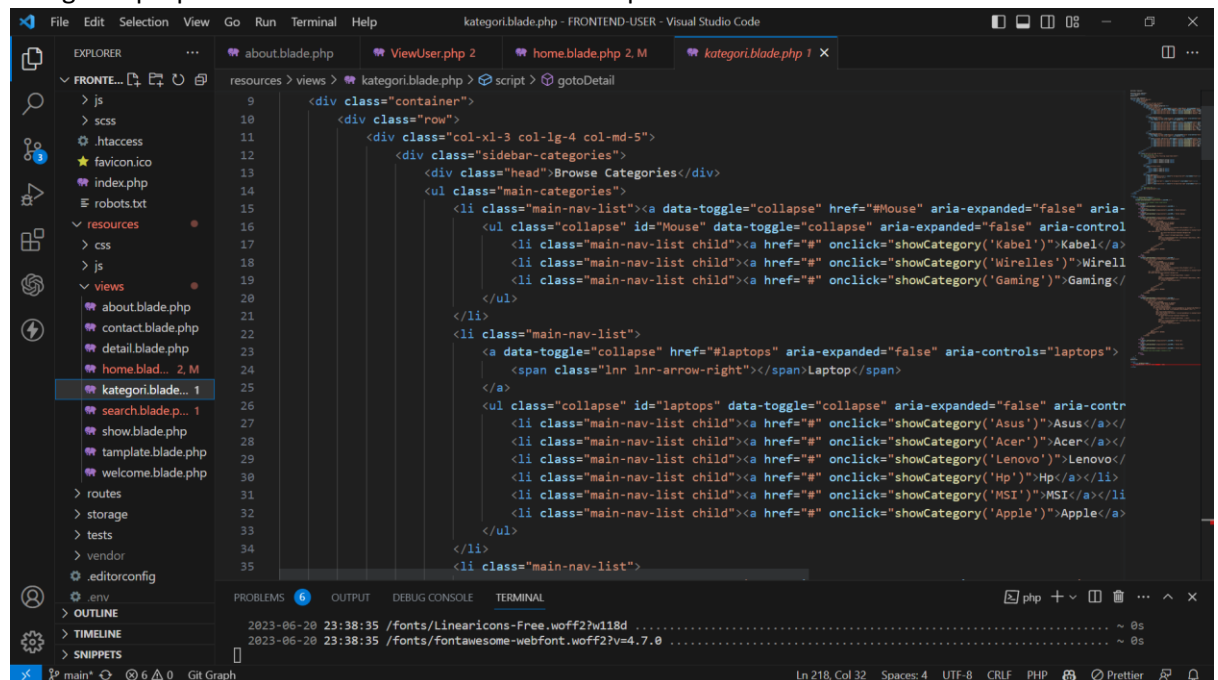 File Edit Selection View Go Run Terminal Help kategori.blade.php - FRONTEND-USER - Visual Studio Code
EXPLORER
about.blade.php ViewUser.php 2 home.blade.php 2, M kategori.blade.php 1
FRONTE...
resources > views > kategori.blade.php > script > gotoDetail
> js
> scss
.htaccess
favicon.ico
index.php
robots.txt
resources
> css
> js
views
about.blade.php
contact.blade.php
detail.blade.php
home.blad... 2, M
kategori.blade... 1
search.blade.p... 1
show.blade.php
tamplate.blade.php
welcome.blade.php
> routes
> storage
> tests
> vendor
.editorconfig
.env
> OUTLINE
> TIMELINE
> SNIPPETS
9 <div class="container">
10 <div class="row">
11 <div class="col-xl-3 col-lg-4 col-md-5">
12 <div class="sidebar-categories">
13 <div class="head">Browse Categories</div>
14 <ul class="main-categories">
15 <li class="main-nav-list"><a data-toggle="collapse" href="#Mouse" aria-expanded="false" aria-
16 <ul class="collapse" id="Mouse" data-toggle="collapse" aria-expanded="false" aria-control
17 <li class="main-nav-list child"><a href="#" onclick="showCategory('Kabel')">Kabel</a>
18 <li class="main-nav-list child"><a href="#" onclick="showCategory('Wirelles')">Wirell
19 <li class="main-nav-list child"><a href="#" onclick="showCategory('Gaming')">Gaming</
20 </ul>
21 </li>
22 <li class="main-nav-list">
23 <a data-toggle="collapse" href="#laptops" aria-expanded="false" aria-controls="laptops">
24 <span class="lnr lnr-arrow-right"></span>Laptop</span>
25 </a>
26 <ul class="collapse" id="laptops" data-toggle="collapse" aria-expanded="false" aria-contr
27 <li class="main-nav-list child"><a href="#" onclick="showCategory('Asus')">Asus</a></
28 <li class="main-nav-list child"><a href="#" onclick="showCategory('Acer')">Acer</a></
29 <li class="main-nav-list child"><a href="#" onclick="showCategory('Lenovo')">Lenovo</
30 <li class="main-nav-list child"><a href="#" onclick="showCategory('Hp')">Hp</a></li>
31 <li class="main-nav-list child"><a href="#" onclick="showCategory('MSI')">MSI</a></li
32 <li class="main-nav-list child"><a href="#" onclick="showCategory('Apple')">Apple</a>
33 </ul>
34 </li>
35 <li class="main-nav-list">
PROBLEMS 6 OUTPUT DEBUG CONSOLE TERMINAL php
2023-06-20 23:38:35 /fonts/Linearicons-Free.woff2?w118d ~ 0s
2023-06-20 23:38:35 /fonts/fontawesome-webfont.woff2?v=4.7.0 ~ 0s
main* 6 0 Git Graph Ln 218, Col 32 Spaces: 4 UTF-8 CRLF PHP Prettier